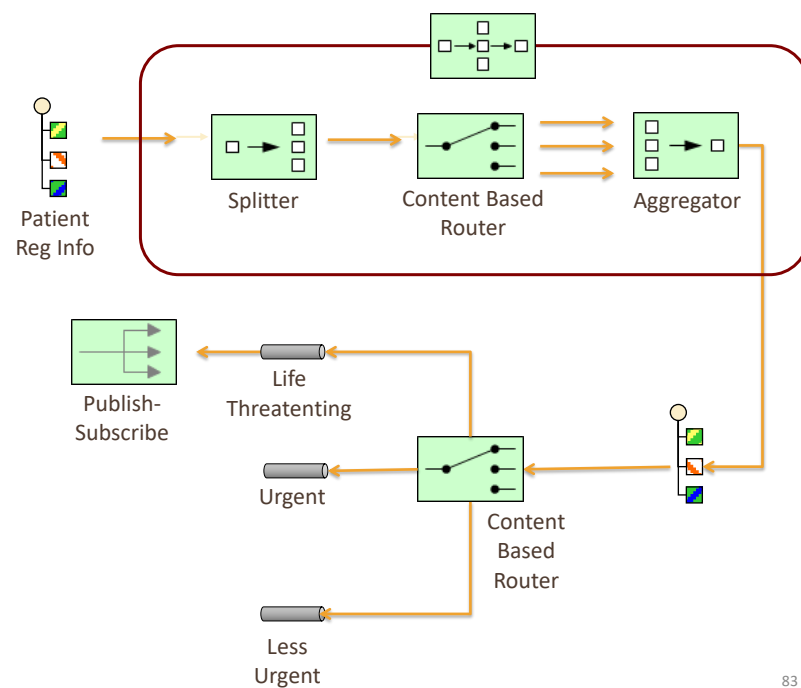 Patient
Reg Info
Splitter
Content Based
Router
Aggregator
Publish-
Subscribe
Life
Threatenting
Urgent
Content
Based
Router
Less
Urgent
83